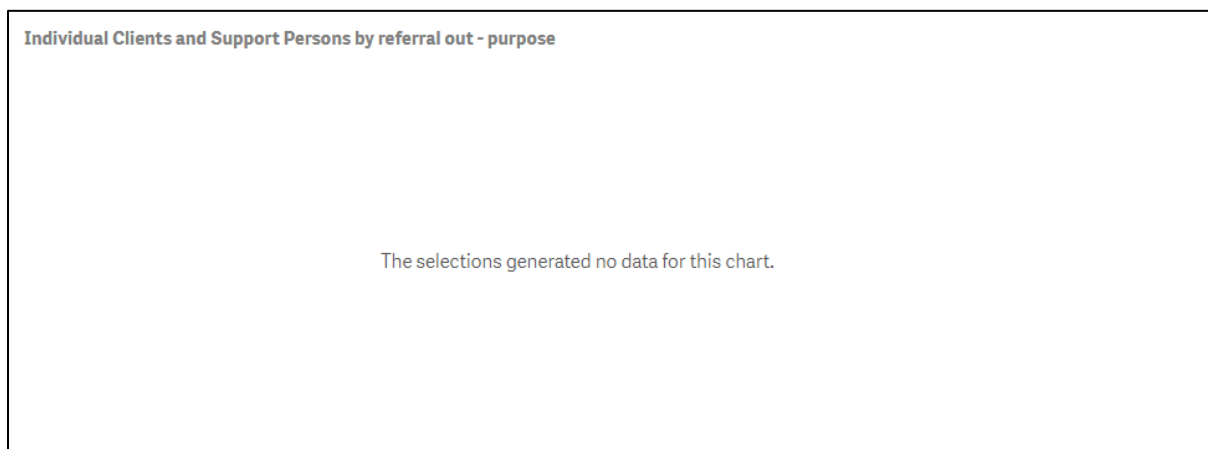 Individual Clients and Support Persons by referral out - purpose
The selections generated no data for this chart.